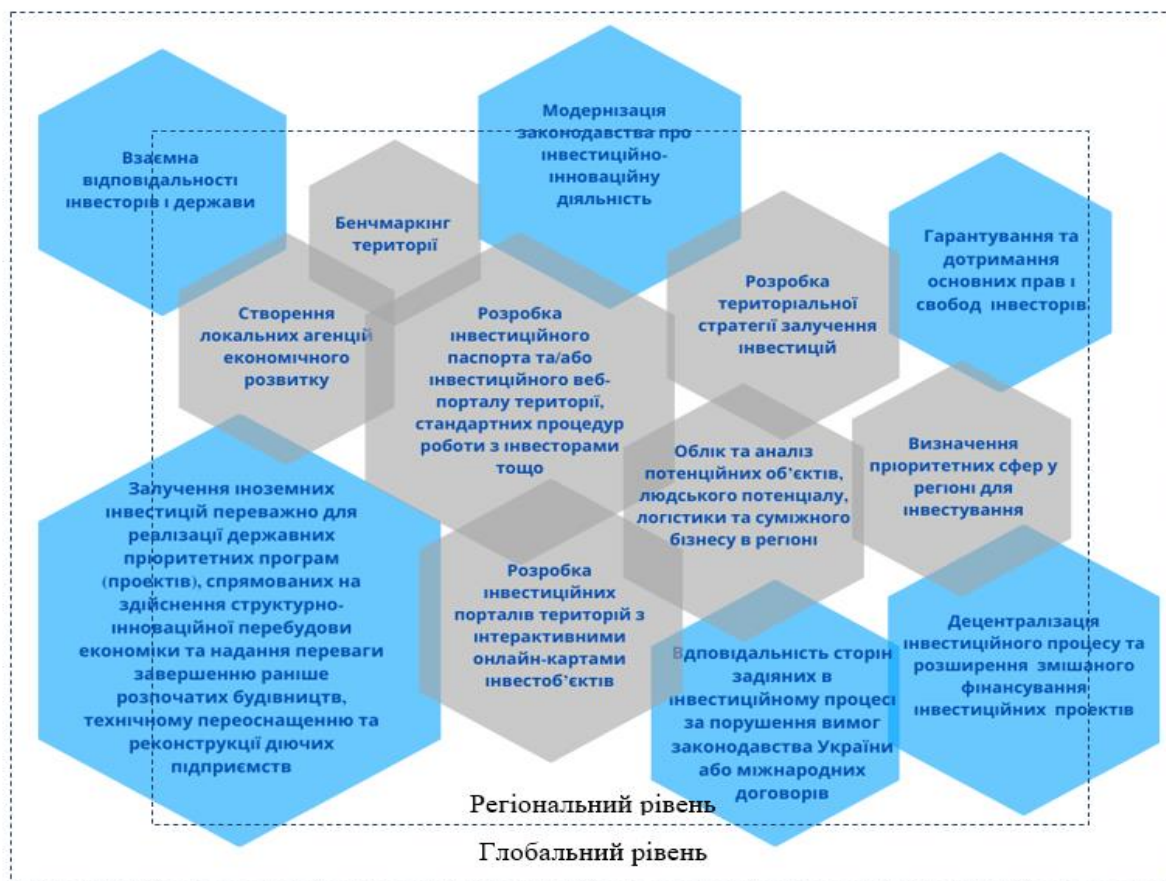 Взаємна
відповідальності
інвесторів і держави
Бенчмаркінг
території
Модернізація
законодавства про
інвестиційно-
інноваційну
діяльність
Гарантування та
дотримання
основних прав і
свобод інвесторів
Створення
локальних агенцій
економічного
розвитку
Розробка
інвестиційного
паспорта та/або
інвестиційного веб-
порталу території,
стандартних процедур
роботи з інвесторами
тощо
Розробка
територіальної
стратегії залучення
інвестицій
Облік та аналіз
потенційних об’єктів,
людського потенціалу,
логістики та суміжного
бізнесу в регіоні
Визначення
пріоритетних сфер у
регіоні для
інвестування
Залучення іноземних
інвестицій переважно для
реалізації державних
пріоритетних програм
(проектів), спрямованих на
здійснення структурно-
інноваційної перебудови
економіки та надання переваги
завершенню раніше
розпочатих будівництв,
технічному переоснащенню та
реконструкції діючих
підприємств
Розробка
інвестиційних
порталів територій з
інтерактивними
онлайн-картами
інвестоб’єктів
Вдповідальність сторін
задіяних в
інвестиційному процесі
за порушення вимог
законодавства України
або міжнародних
договорів
Децентралізація
інвестиційного процесу та
розширення змішаного
фінансування
інвестиційних проектів
Регіональний рівень
Глобальний рівень